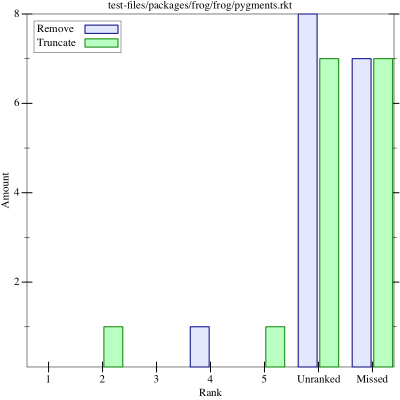 test-files/packages/frog/frog/pygments.rkt
Remove
Truncate
8
6
4
2
Amount
1 2 3 4 5 Unranked Missed
Rank